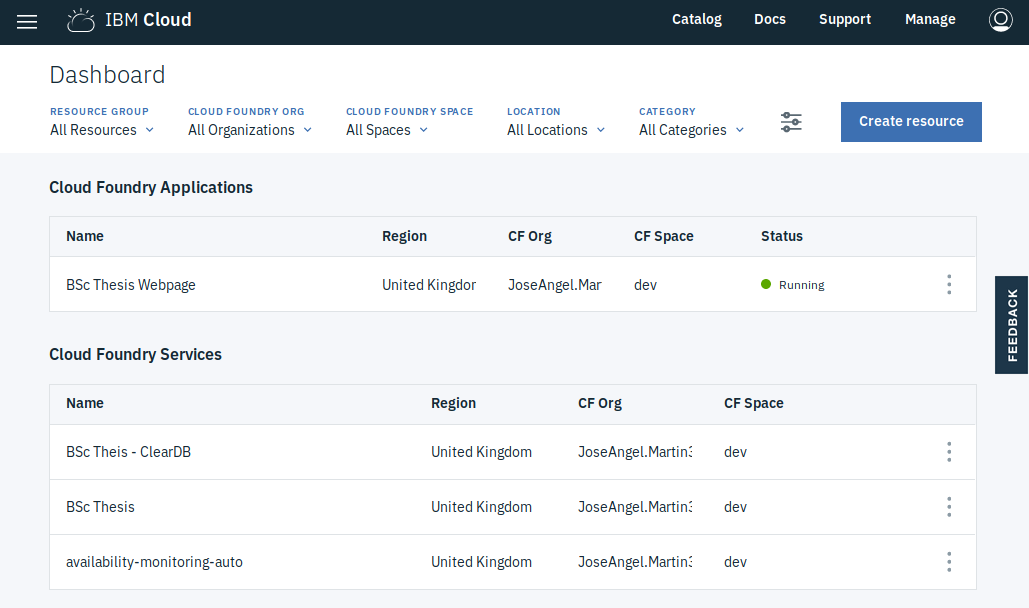 IBM Cloud Catalog Docs Support Manage
Dashboard
RESOURCE GROUP CLOUD FOUNDRY ORG CLOUD FOUNDRY SPACE LOCATION CATEGORY
All Resources All Organizations All Spaces All Locations All Categories
Create resource
Cloud Foundry Applications
Name Region CF Org CF Space Status
BSc Thesis Webpage United Kingdor JoseAngel.Mar dev Running
FEEDBACK
Cloud Foundry Services
Name Region CF Org CF Space
BSc Theis - ClearDB United Kingdom JoseAngel.Martin3 dev
BSc Thesis United Kingdom JoseAngel.Martin3 dev
availability-monitoring-auto United Kingdom JoseAngel.Martin3 dev